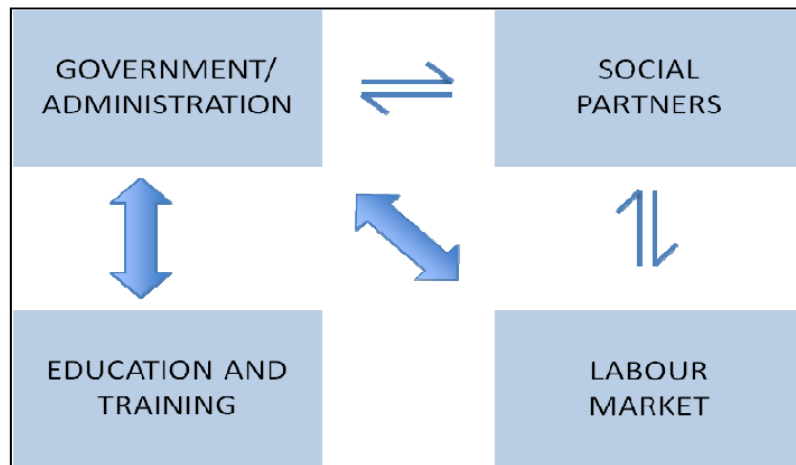 GOVERNMENT/
ADMINISTRATION
SOCIAL
PARTNERS
EDUCATION AND
TRAINING
LABOUR
MARKET